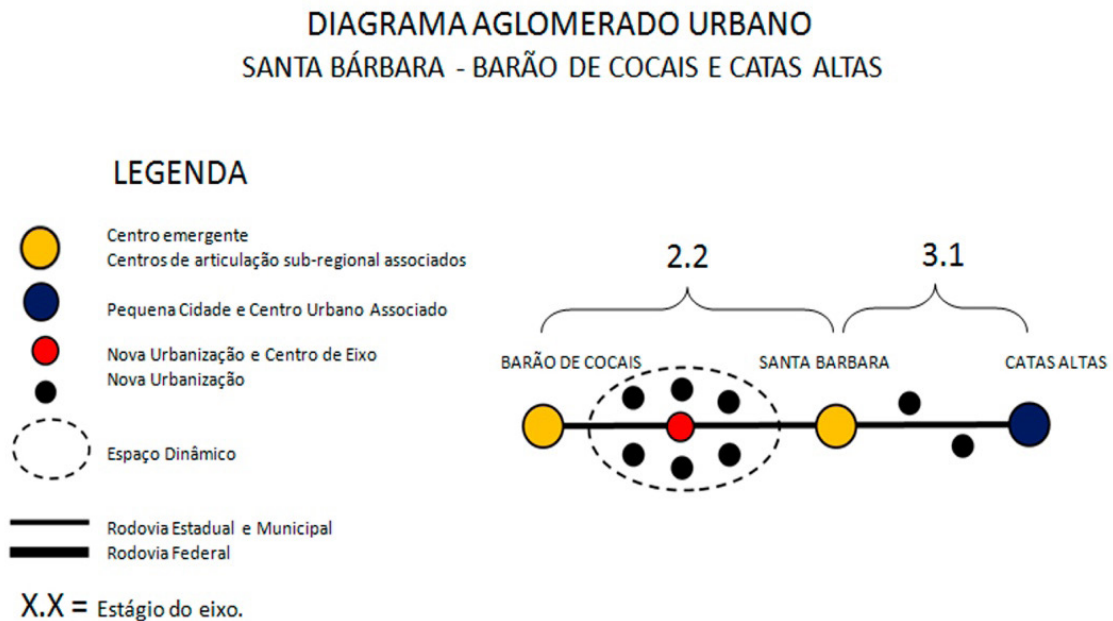 DIAGRAMA AGLOMERADO URBANO
SANTA BÁRBARA - BARÃO DE COCAIS E CATAS ALTAS
LEGENDA
Centro emergente
Centros de articulação sub-regional associados
Pequena Cidade e Centro Urbano Associado
Nova Urbanização e Centro de Eixo
Nova Urbanização
Espaço Dinâmico
Rodovia Estadual e Municipal
Rodovia Federal
X.X = Estágio do eixo.
2.2
3.1
BARÃO DE COCAIS
SANTA BARBARA
CATAS ALTAS